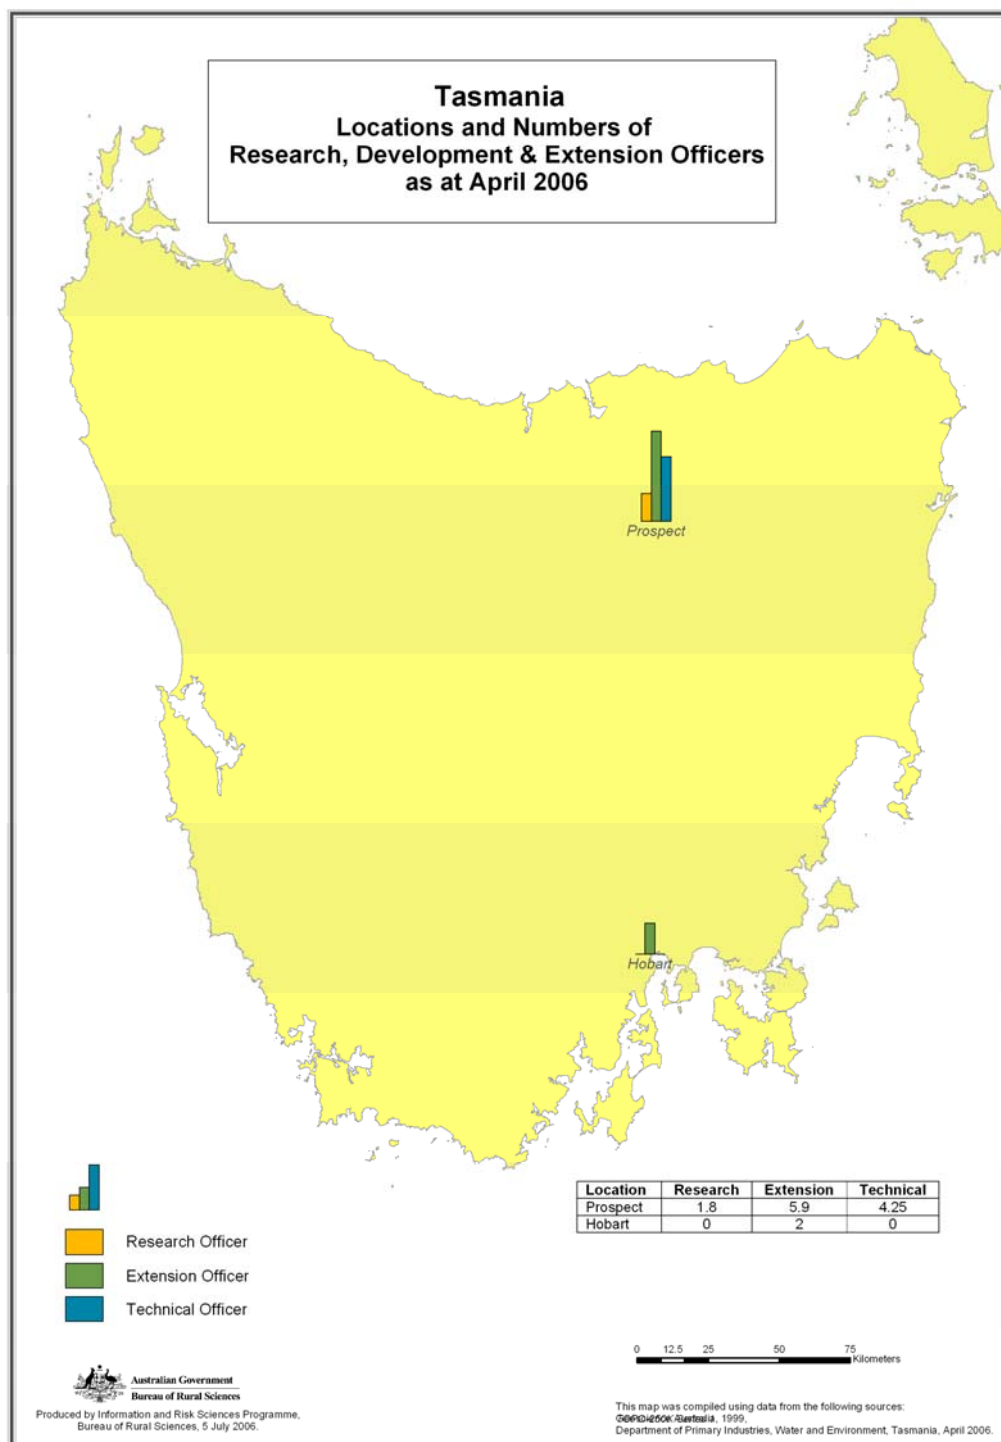 Tasmania
Locations and Numbers of
Research, Development & Extension Officers
as at April 2006
Prospect
Hobart
Location Research Extension Technical
Prospect 1.8 5.9 4.25
Hobart 0 2 0
Research Officer
Extension Officer
Technical Officer
0 12.5 25 50 75
Kilometers
Australian Government
Bureau of Rural Sciences
Produced by Information and Risk Sciences Programme,
Bureau of Rural Sciences, 5 July 2006.
This map was compiled using data from the following sources:
1999,
Department of Primary Industries, Water and Environment, Tasmania, April 2006.